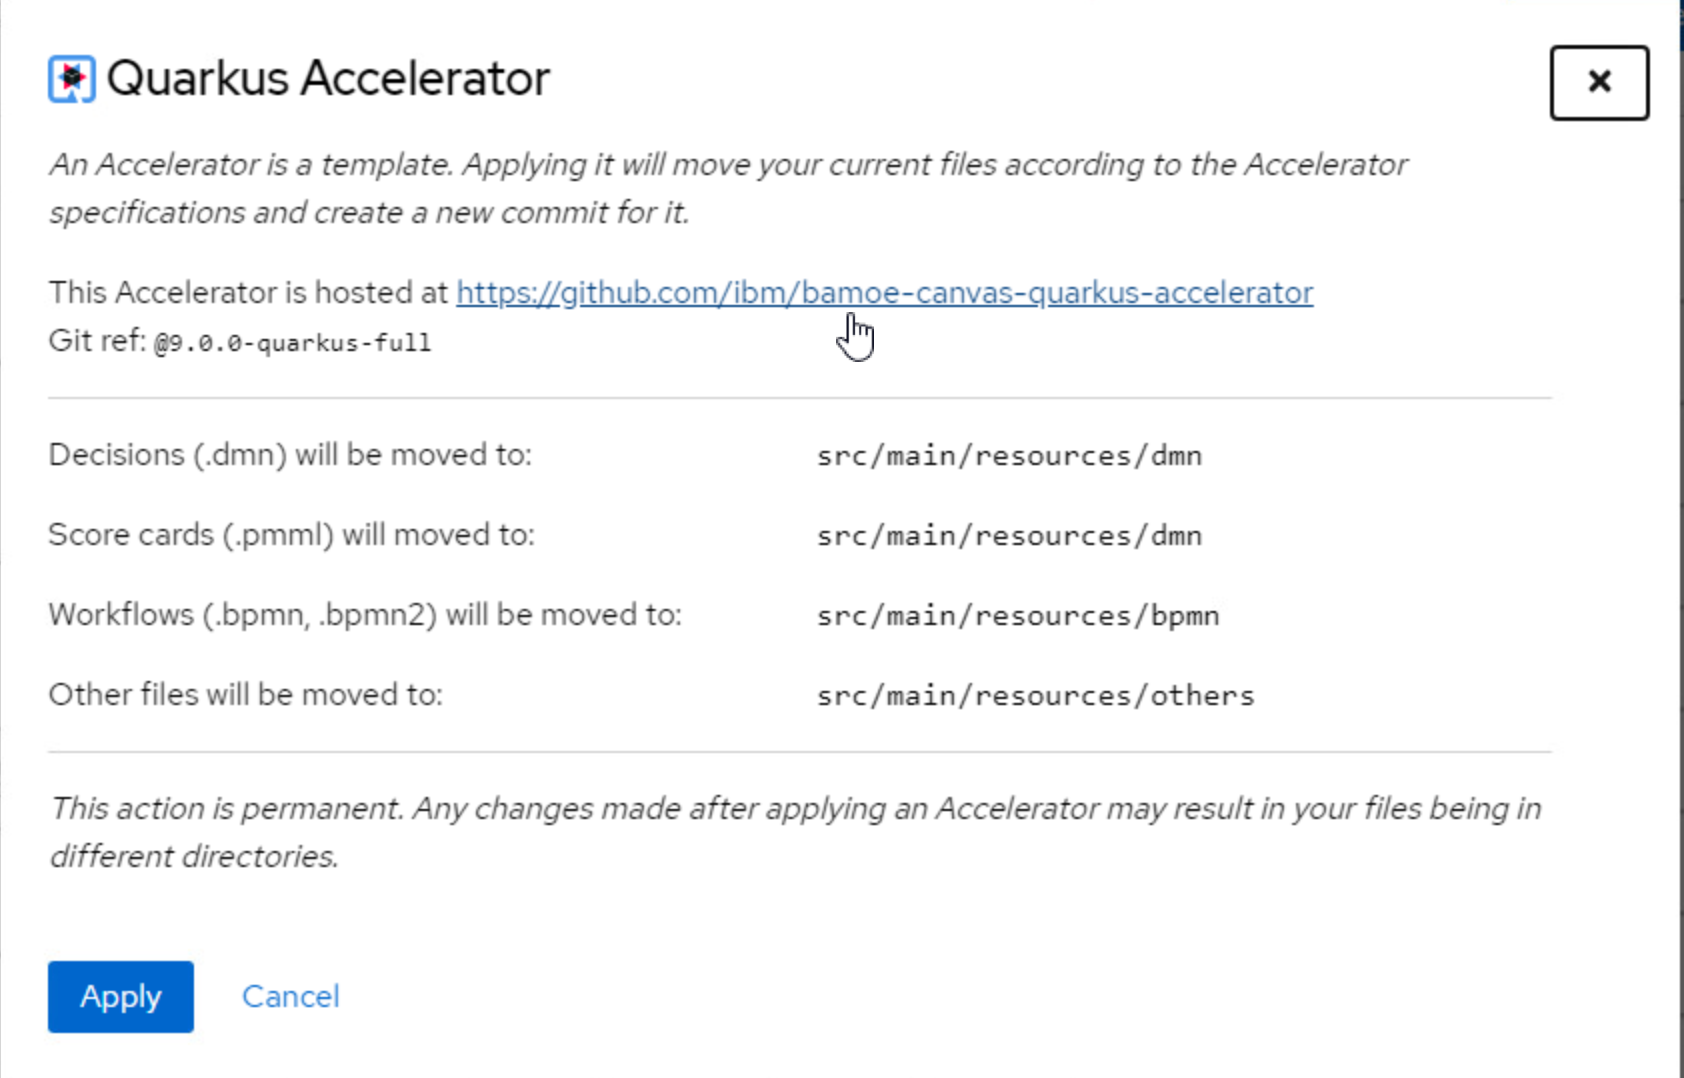 Quarkus Accelerator
An Accelerator is a template. Applying it will move your current files according to the Accelerator
specifications and create a new commit for it.
This Accelerator is hosted at https://github.com/ibm/bamoe-canvas-quarkus-accelerator
Git ref: @9.0.0-quarkus-full
Decisions (.dmn) will be moved to: src/main/resources/dmn
Score cards (.pmml) will moved to: src/main/resources/dmn
Workflows (.bpmn, .bpmn2) will be moved to: src/main/resources/bpmn
Other files will be moved to: src/main/resources/others
This action is permanent. Any changes made after applying an Accelerator may result in your files being in
different directories.
Apply Cancel